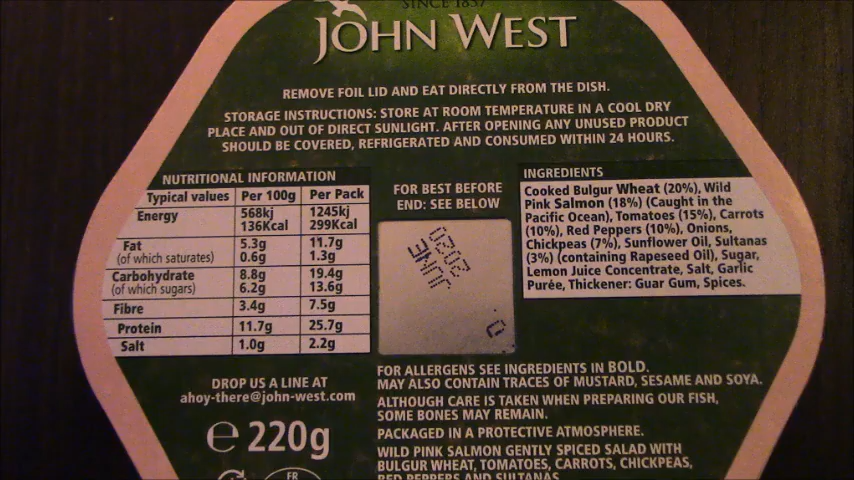 SINCE 1857
JOHN WEST
REMOVE FOIL LID AND EAT DIRECTLY FROM THE DISH.
STORAGE INSTRUCTIONS: STORE AT ROOM TEMPERATURE IN A COOL DRY
PLACE AND OUT OF DIRECT SUNLIGHT. AFTER OPENING ANY UNUSED PRODUCT
SHOULD BE COVERED, REFRIGERATED AND CONSUMED WITHIN 24 HOURS.
NUTRITIONAL INFORMATION
Typical values Per 100g Per Pack
Energy 568kj 1245kj
136Kcal 299Kcal
Fat 5.3g 11.7g
(of which saturates) 0.6g 1.3g
Carbohydrate 8.8g 19.4g
(of which sugars) 6.2g 13.6g
Fibre 3.4g 7.5g
Protein 11.7g 25.7g
Salt 1.0g 2.2g
FOR BEST BEFORE
END: SEE BELOW
JUNE
2020
INGREDIENTS
Cooked Bulgur Wheat (20%), Wild
Pink Salmon (18%) (Caught in the
Pacific Ocean), Tomatoes (15%), Carrots
(10%), Red Peppers (10%), Onions,
Chickpeas (7%), Sunflower Oil, Sultanas
(3%) (containing Rapeseed Oil), Sugar,
Lemon Juice Concentrate, Salt, Garlic
Purée, Thickener: Guar Gum, Spices.
DROP US A LINE AT
ahoy-there@john-west.com
e 220g
FR
FOR ALLERGENS SEE INGREDIENTS IN BOLD.
MAY ALSO CONTAIN TRACES OF MUSTARD, SESAME AND SOYA.
ALTHOUGH CARE IS TAKEN WHEN PREPARING OUR FISH,
SOME BONES MAY REMAIN.
PACKAGED IN A PROTECTIVE ATMOSPHERE.
WILD PINK SALMON GENTLY SPICED SALAD WITH
BULGUR WHEAT, TOMATOES, CARROTS, CHICKPEAS,
RED PEPPERS AND SULTANAS